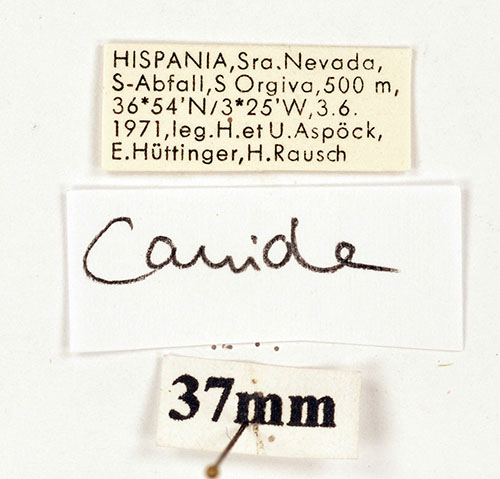 HISPANIA,Sra.Nevada,
S-Abfall,S Orgiva,500 m,
36*54'N/3*25'W,3.6.
1971,leg.H.et U.Aspöck,
E.Hüttinger,H.Rausch
Canide
37mm